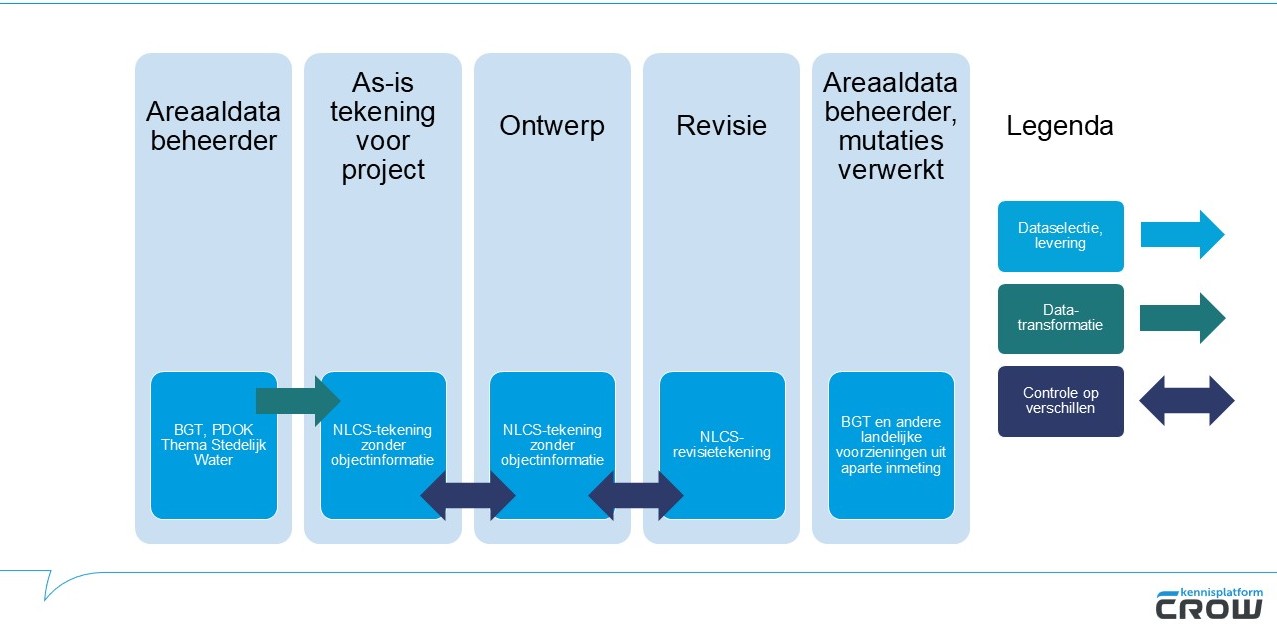 Areaaldata
beheerder
As-is
tekening
voor
project
Ontwerp
Revisie
Areaaldata
beheerder,
mutaties
verwerkt
Legenda
Dataselectie,
levering
Data-
transformatie
Controle op
verschillen
BGT, PDOK
Thema Stedelijk
Water
NLCS-tekening
zonder
objectinformatie
NLCS-tekening
zonder
objectinformatie
NLCS-
revisietekening
BGT en andere
landelijke
voorzieningen uit
aparte inmeting
kennisplatform
CROW